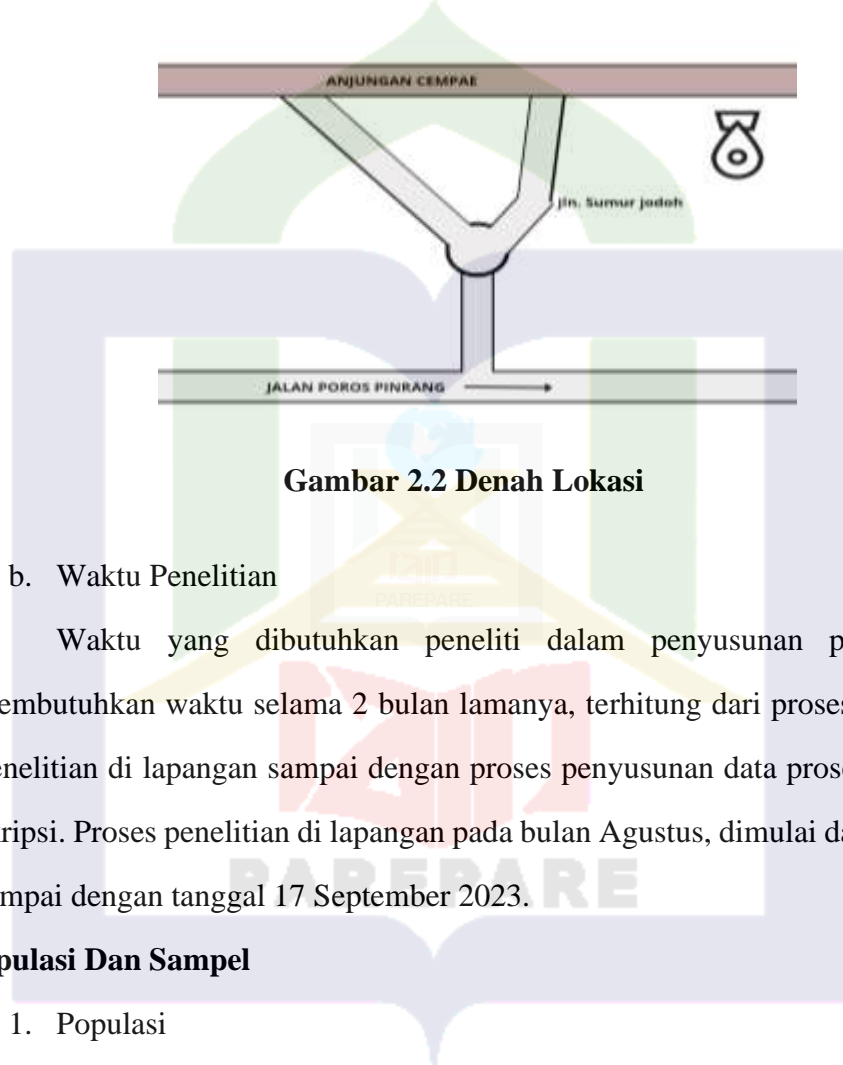 ANJUNGAN CEMPAE
jln. Sumur jodoh
JALAN POROS PINRANG
Gambar 2.2 Denah Lokasi
b. Waktu Penelitian
Waktu yang dibutuhkan peneliti dalam penyusunan p
embutuhkan waktu selama 2 bulan lamanya, terhitung dari proses
enelitian di lapangan sampai dengan proses penyusunan data prose
ripsi. Proses penelitian di lapangan pada bulan Agustus, dimulai da
mpai dengan tanggal 17 September 2023.
PAREPARE
pulasi Dan Sampel
1. Populasi